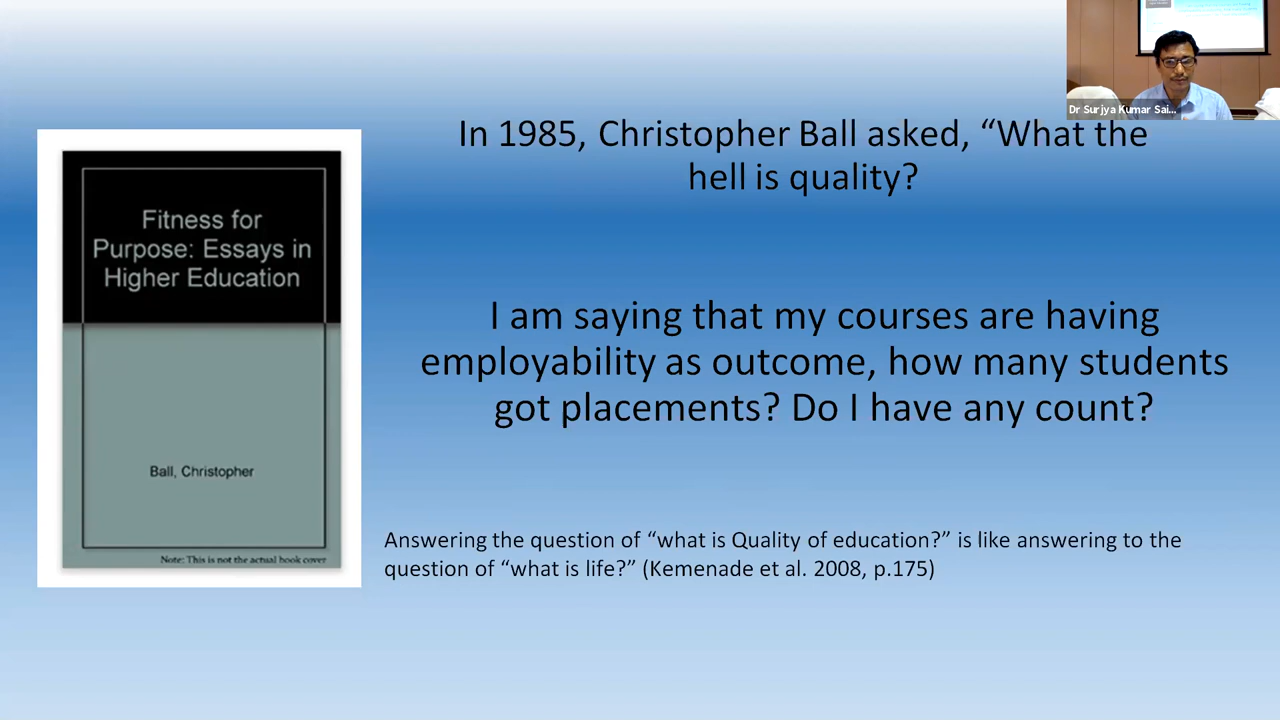 Dr Surjya Kumar Sai...
In 1985, Christopher Ball asked, “What the
hell is quality?
Fitness for
Purpose: Essays in
Higher Education
Ball, Christopher
Note: This is not the actual book cover
I am saying that my courses are having
employability as outcome, how many students
got placements? Do I have any count?
Answering the question of “what is Quality of education?” is like answering to the
question of “what is life?” (Kemenade et al. 2008, p.175)